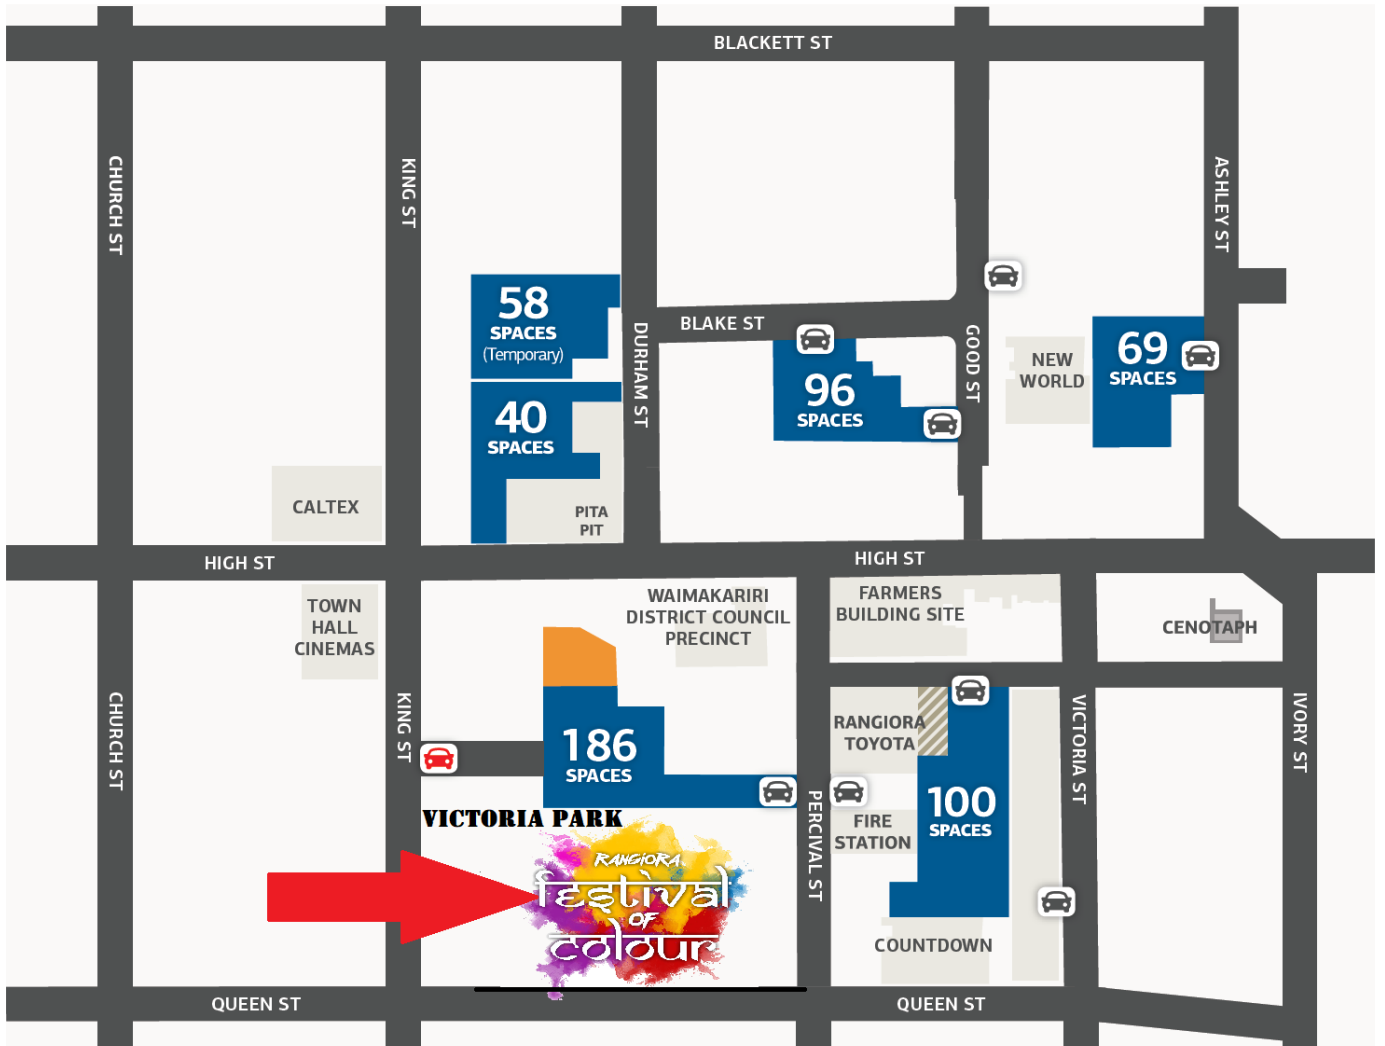 BLACKETT ST
CHURCH ST
KING ST
ASHLEY ST
58
SPACES
(Temporary)
DURHAM ST
BLAKE ST
GOOD ST
NEW
WORLD
69
SPACES
96
SPACES
40
SPACES
CALTEX
PITA
PIT
HIGH ST
HIGH ST
TOWN
HALL
CINEMAS
WAIMAKARIRI
DISTRICT COUNCIL
PRECINCT
FARMERS
BUILDING SITE
CENOTAPH
CHURCH ST
KING ST
186
SPACES
RANGIORA
TOYOTA
VICTORIA ST
IVORY ST
PERCIVAL ST
100
SPACES
FIRE
STATION
VICTORIA PARK
RANGIORA
festival
OF
colour
COUNTDOWN
QUEEN ST
QUEEN ST